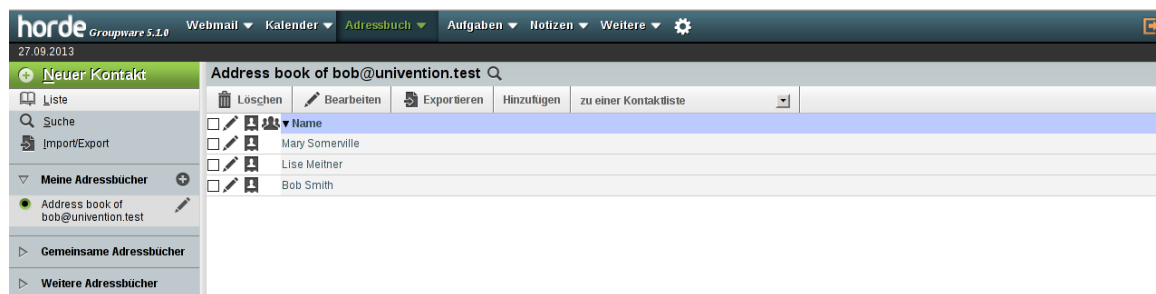 horde Groupware 5.1.0 Webmail Kalender Adressbuch Aufgaben Notizen Weitere
27.09.2013
Neuer Kontakt
Liste
Suche
Import/Export
Meine Adressbücher
Address book of
bob@univention.test
Gemeinsame Adressbücher
Weitere Adressbücher
Address book of bob@univention.test
Löschen Bearbeiten Exportieren Hinzufügen zu einer Kontaktliste
Name
Mary Somerville
Lise Meitner
Bob Smith